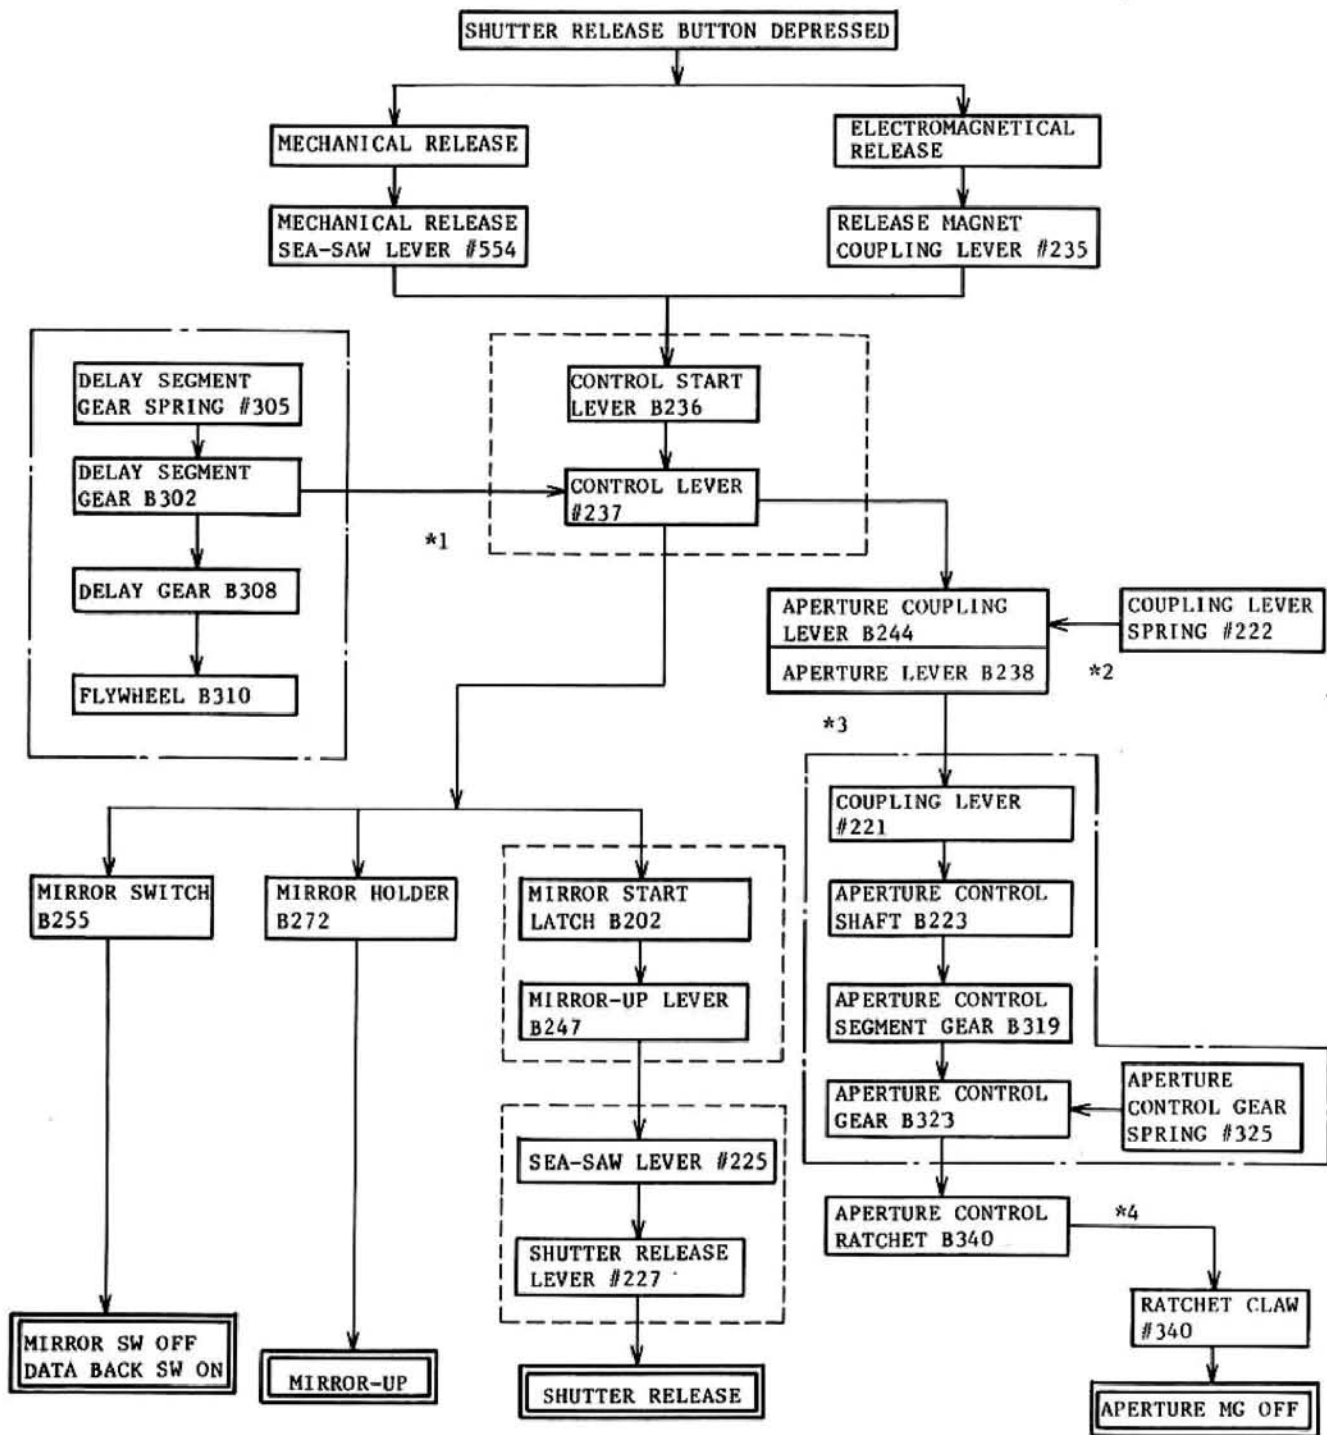 SHUTTER RELEASE BUTTON DEPRESSED
MECHANICAL RELEASE
ELECTROMAGNETICAL
RELEASE
MECHANICAL RELEASE
SEA-SAW LEVER #554
RELEASE MAGNET
COUPLING LEVER #235
DELAY SEGMENT
GEAR SPRING #305
CONTROL START
LEVER B236
DELAY SEGMENT
GEAR B302
CONTROL LEVER
#237
*1
DELAY GEAR B308
APERTURE COUPLING
LEVER B244
COUPLING LEVER
SPRING #222
APERTURE LEVER B238
*2
FLYWHEEL B310
*3
COUPLING LEVER
#221
MIRROR SWITCH
B255
MIRROR HOLDER
B272
MIRROR START
LATCH B202
APERTURE CONTROL
SHAFT B223
MIRROR-UP LEVER
B247
APERTURE CONTROL
SEGMENT GEAR B319
APERTURE CONTROL
GEAR B323
APERTURE
CONTROL GEAR
SPRING #325
SEA-SAW LEVER #225
APERTURE CONTROL
RATCHET B340
*4
SHUTTER RELEASE
LEVER #227
RATCHET CLAW
#340
MIRROR SW OFF
DATA BACK SW ON
MIRROR-UP
SHUTTER RELEASE
APERTURE MG OFF